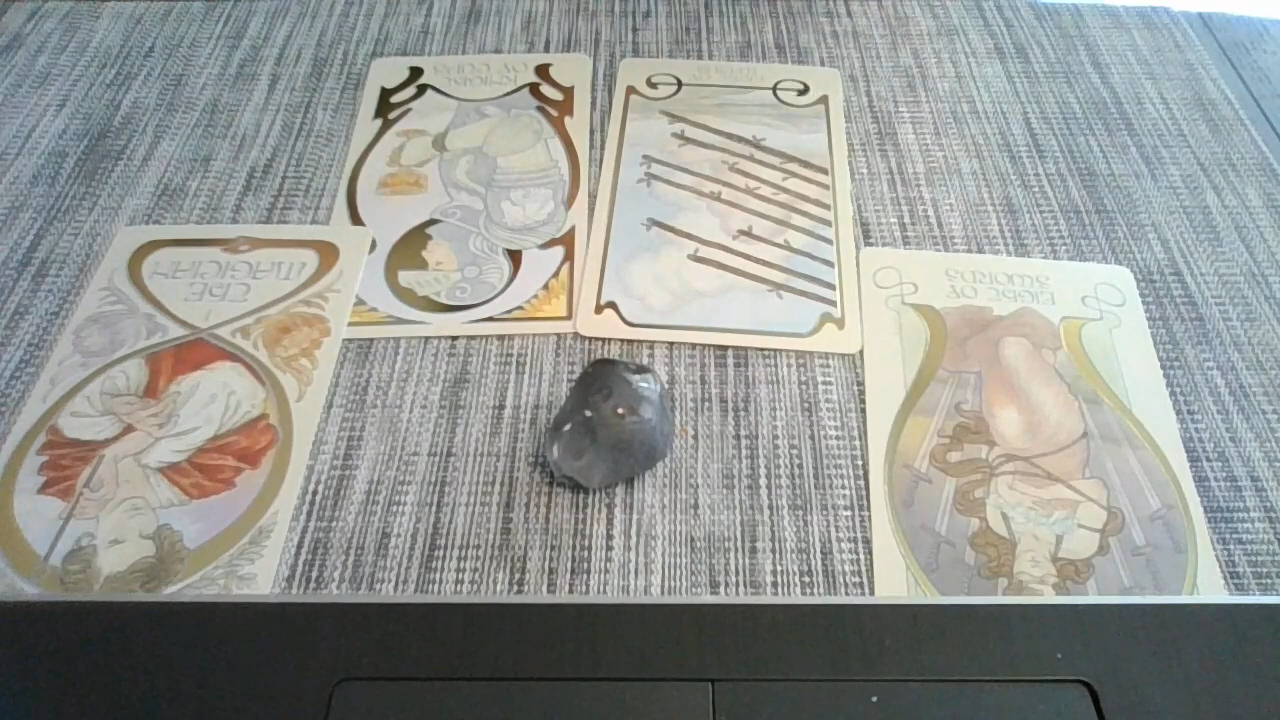 I
THE
MAGICIAN
KNIGHT
OF CUPS
EIGHT OF
SWORDS